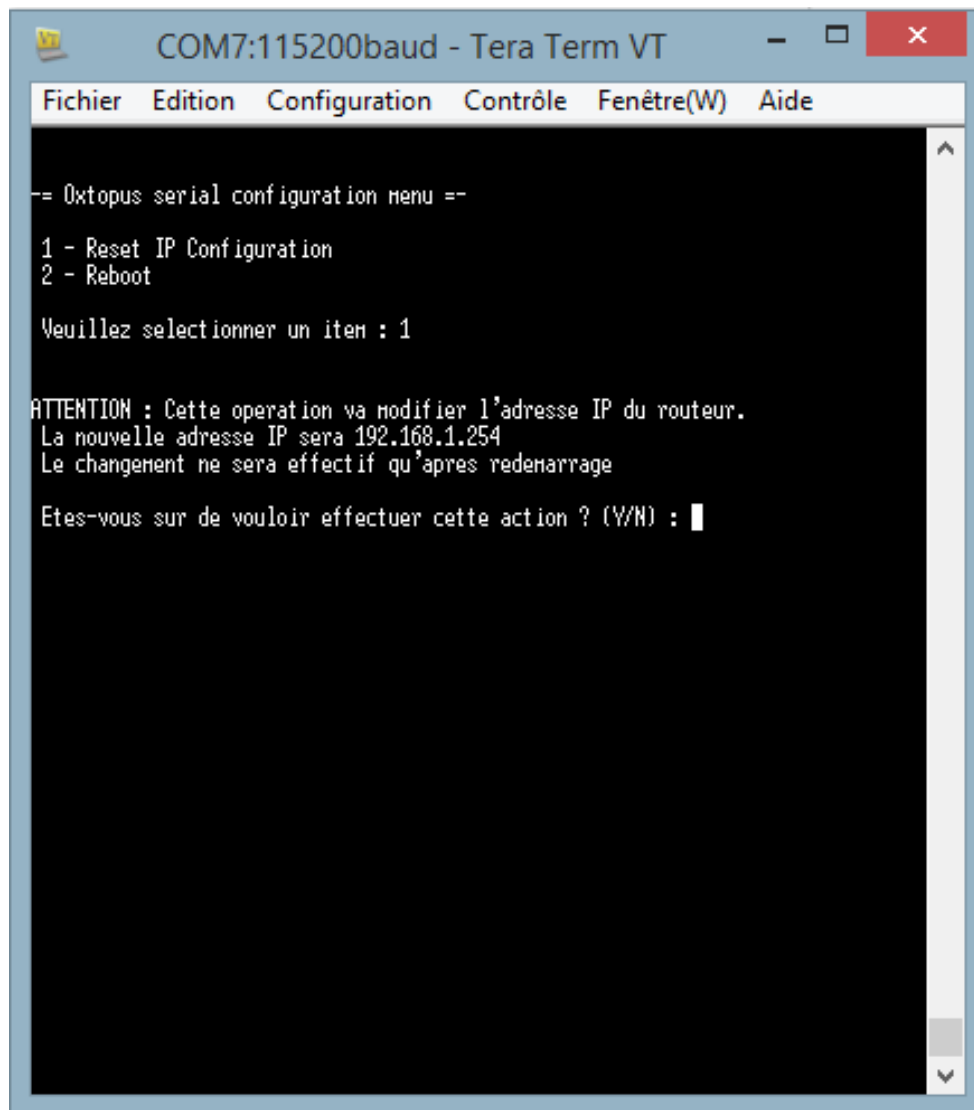 COM7:115200baud - Tera Term VT
Fichier Edition Configuration Contrôle Fenêtre(W) Aide
-= Oxtopus serial configuration menu =-
1 - Reset IP Configuration
2 - Reboot
Veuillez selectionner un item : 1
ATTENTION : Cette operation va modifier l'adresse IP du routeur.
La nouvelle adresse IP sera 192.168.1.254
Le changement ne sera effectif qu'apres redemarrage
Etes-vous sur de vouloir effectuer cette action ? (Y/N) :